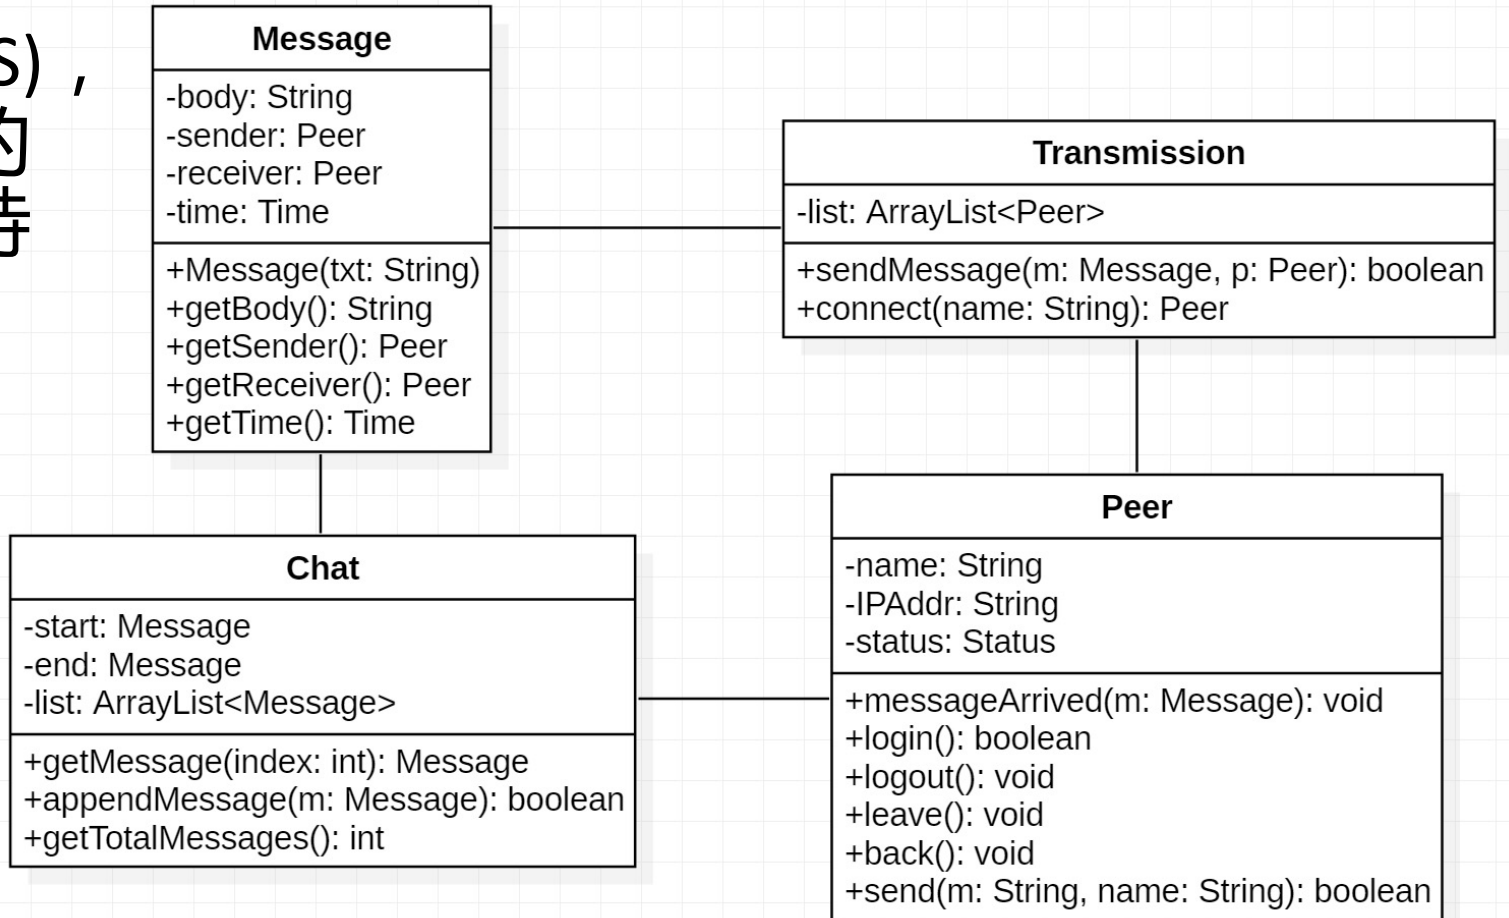 S)，
的
Message
-body: String
-sender: Peer
-receiver: Peer
-time: Time
+Message(txt: String)
+getBody(): String
+getSender(): Peer
+getReceiver(): Peer
+getTime(): Time
Transmission
-list: ArrayList<Peer>
+sendMessage(m: Message, p: Peer): boolean
+connect(name: String): Peer
Chat
-start: Message
-end: Message
-list: ArrayList<Message>
+getMessage(index: int): Message
+appendMessage(m: Message): boolean
+getTotalMessages(): int
Peer
-name: String
-IPAddr: String
-status: Status
+messageArrived(m: Message): void
+login(): boolean
+logout(): void
+leave(): void
+back(): void
+send(m: String, name: String): boolean